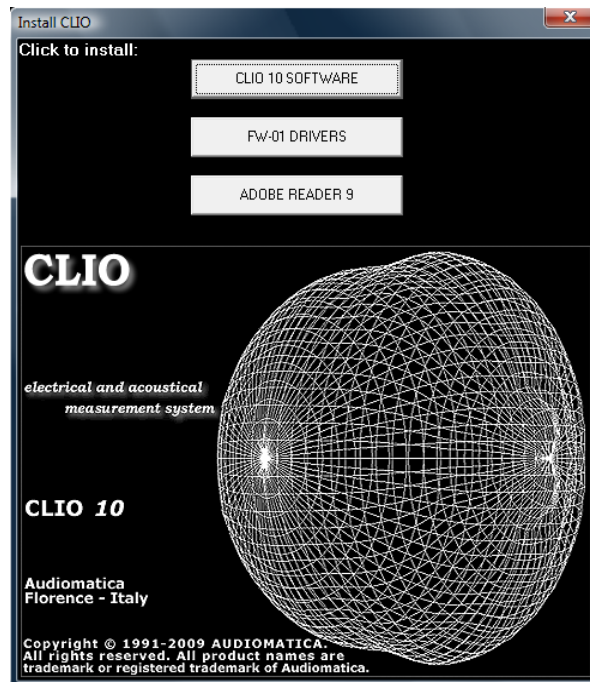 Install CLIO
Click to install:
CLIO 10 SOFTWARE
FW-01 DRIVERS
ADOBE READER 9
CLIO
electrical and acoustical
measurement system
CLIO 10
Audiomatica
Florence - Italy
Copyright © 1991-2009 AUDIOMATICA.
All rights reserved. All product names are
trademark or registered trademark of Audiomatica.